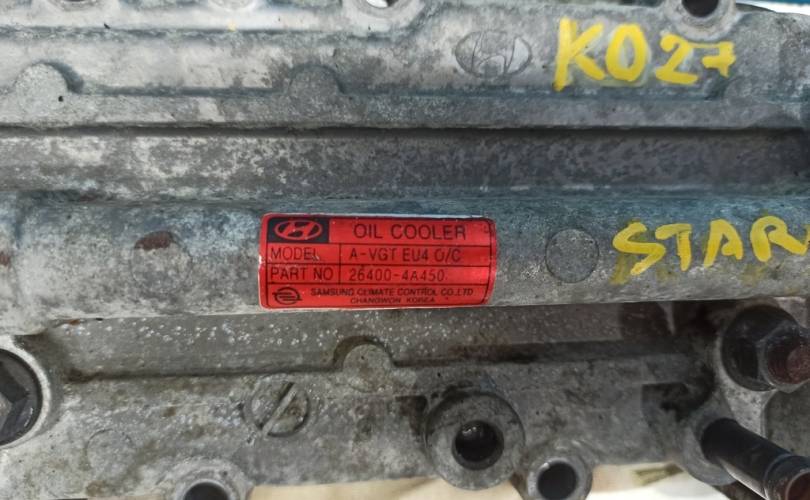 KO27
OIL COOLER
MODEL A-VGT EU4 O/C
PART NO 26400-4A450
SAMSUNG CLIMATE CONTROL CO.,LTD
CHANGWON KOREA
STAR